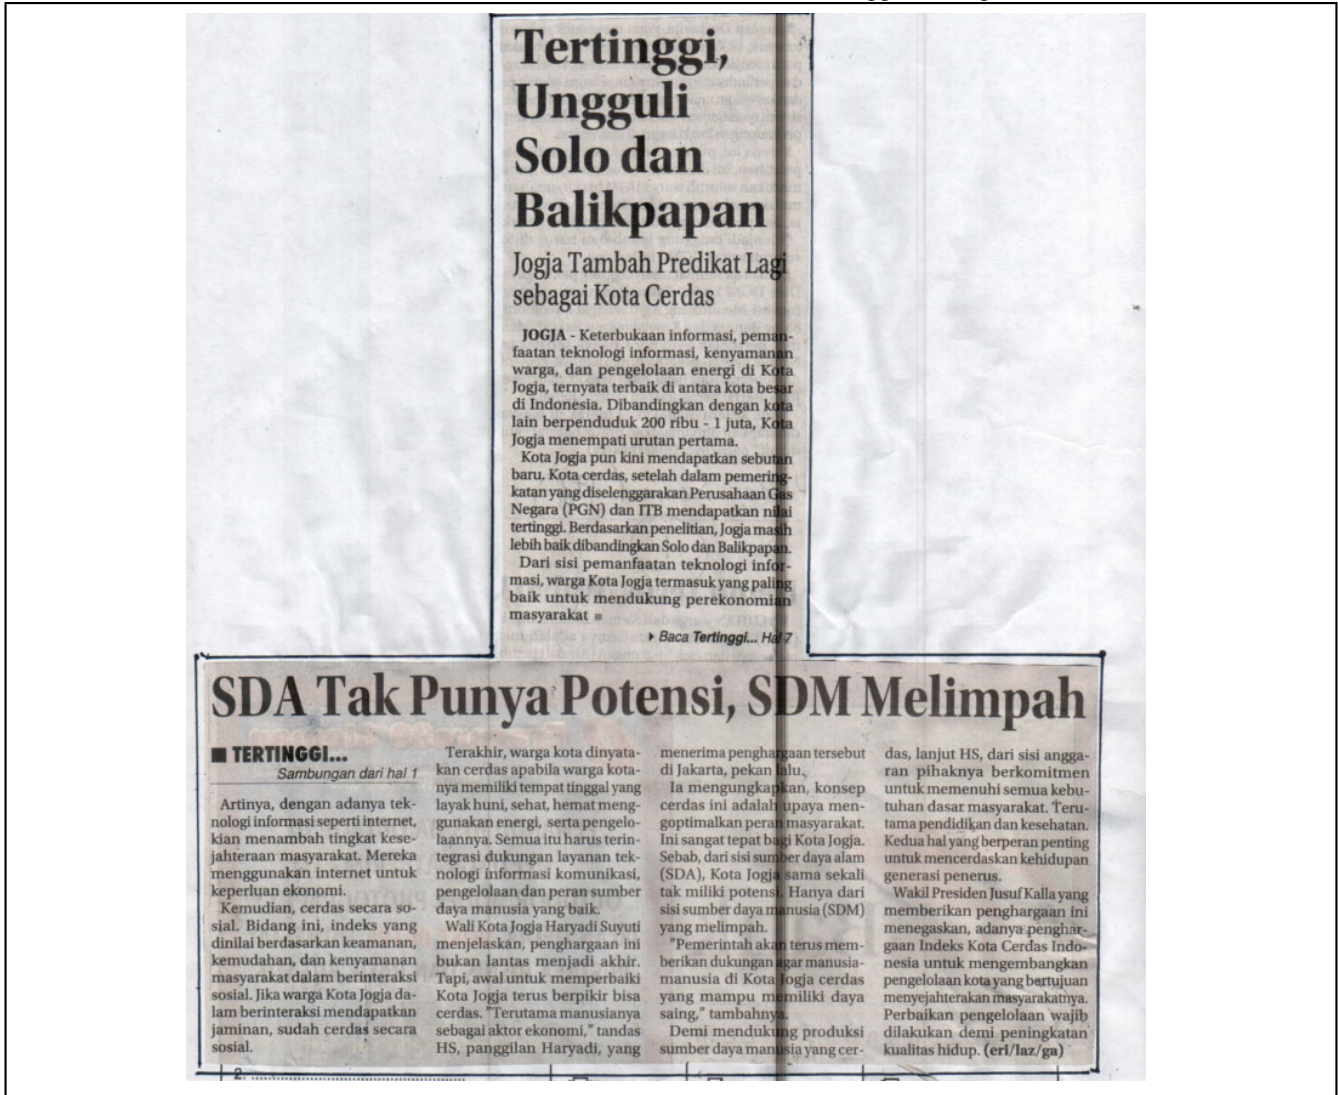 Tertinggi,
Ungguli
Solo dan
Balikpapan
Jogja Tambah Predikat Lagi
sebagai Kota Cerdas
JOGJA - Keterbukaan informasi, peman-
faatan teknologi informasi, kenyamanan
warga, dan pengelolaan energi di Kota
Jogja, ternyata terbaik di antara kota besar
di Indonesia. Dibandingkan dengan kota
lain berpenduduk 200 ribu - 1 juta, Kota
Jogja menempati urutan pertama.
Kota Jogja pun kini mendapatkan sebutan
baru. Kota cerdas, setelah dalam pemering-
katan yang diselenggarakan Perusahaan Gas
Negara (PGN) dan ITB mendapatkan nilai
tertinggi. Berdasarkan penelitian, Jogja masih
lebih baik dibandingkan Solo dan Balikpapan.
Dari sisi pemanfaatan teknologi infor-
masi, warga Kota Jogja termasuk yang paling
baik untuk mendukung perekonomian
masyarakat ■
▸ Baca Tertinggi... Hal 7
SDA Tak Punya Potensi, SDM Melimpah
■ TERTINGGI...
Sambungan dari hal 1
Artinya, dengan adanya tek-
nologi informasi seperti internet,
kian menambah tingkat kese-
jahteraan masyarakat. Mereka
menggunakan internet untuk
keperluan ekonomi.
Kemudian, cerdas secara so-
sial. Bidang ini, indeks yang
dinilai berdasarkan keamanan,
kemudahan, dan kenyamanan
masyarakat dalam berinteraksi
sosial. Jika warga Kota Jogja da-
lam berinteraksi mendapatkan
jaminan, sudah cerdas secara
sosial.
Terakhir, warga kota dinyata-
kan cerdas apabila warga kota-
nya memiliki tempat tinggal yang
layak huni, sehat, hemat meng-
gunakan energi, serta pengelo-
laannya. Semua itu harus terin-
tegrasi dukungan layanan tek-
nologi informasi komunikasi,
pengelolaan dan peran sumber
daya manusia yang baik.
Wali Kota Jogja Haryadi Suyuti
menjelaskan, penghargaan ini
bukan lantas menjadi akhir.
Tapi, awal untuk memperbaiki
Kota Jogja terus berpikir bisa
cerdas. "Terutama manusianya
sebagai aktor ekonomi," tandas
HS, panggilan Haryadi, yang
menerima penghargaan tersebut
di Jakarta, pekan lalu.
Ia mengungkapkan, konsep
cerdas ini adalah upaya men-
goptimalkan peran masyarakat.
Ini sangat tepat bagi Kota Jogja.
Sebab, dari sisi sumber daya alam
(SDA), Kota Jogja sama sekali
tak miliki potensi. Hanya dari
sisi sumber daya manusia (SDM)
yang melimpah.
"Pemerintah akan terus mem-
berikan dukungan agar manusia-
manusia di Kota Jogja cerdas
yang mampu memiliki daya
saing," tambahnya.
Demi mendukung produksi
sumber daya manusia yang cer-
das, lanjut HS, dari sisi angga-
ran pihaknya berkomitmen
untuk memenuhi semua kebu-
tuhan dasar masyarakat. Teru-
tama pendidikan dan kesehatan.
Kedua hal yang berperan penting
untuk mencerdaskan kehidupan
generasi penerus.
Wakil Presiden Jusuf Kalla yang
memberikan penghargaan ini
menegaskan, adanya penghar-
gaan Indeks Kota Cerdas Indo-
nesia untuk mengembangkan
pengelolaan kota yang bertujuan
menyejahterakan masyarakatnya.
Perbaikan pengelolaan wajib
dilakukan demi peningkatan
kualitas hidup. (eri/laz/ga)
2.